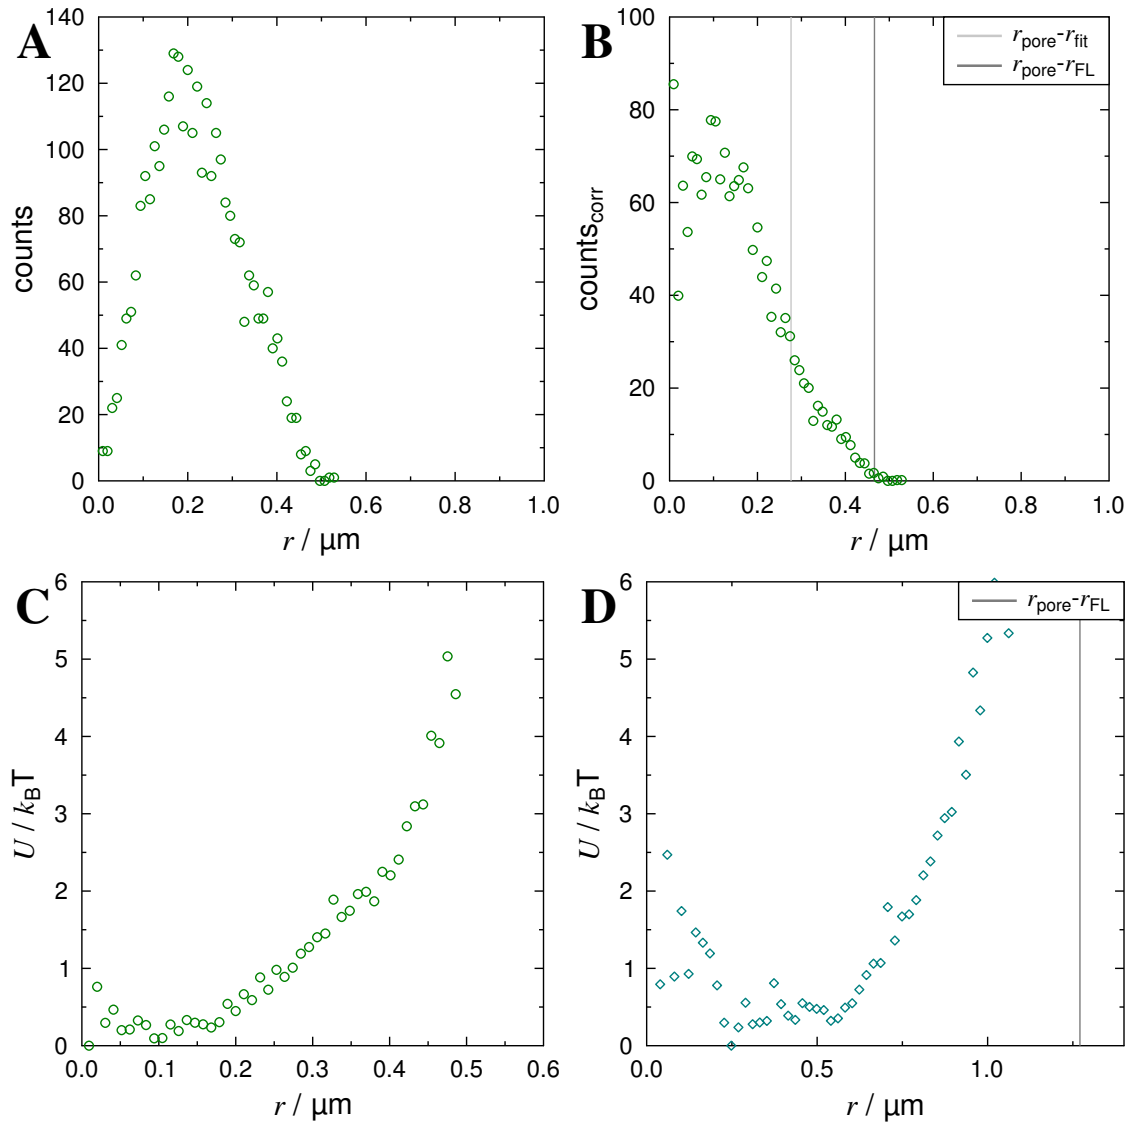 A
counts
140
120
100
80
60
40
20
0
0.0 0.2 0.4 0.6 0.8 1.0
r / µm
B
counts_corr
100
80
60
40
20
0
r_pore-r_fit
r_pore-r_FL
0.0 0.2 0.4 0.6 0.8 1.0
r / µm
C
U / k_BT
6
5
4
3
2
1
0
0.0 0.1 0.2 0.3 0.4 0.5 0.6
r / µm
D
U / k_BT
6
5
4
3
2
1
0
r_pore-r_FL
0.0 0.5 1.0
r / µm